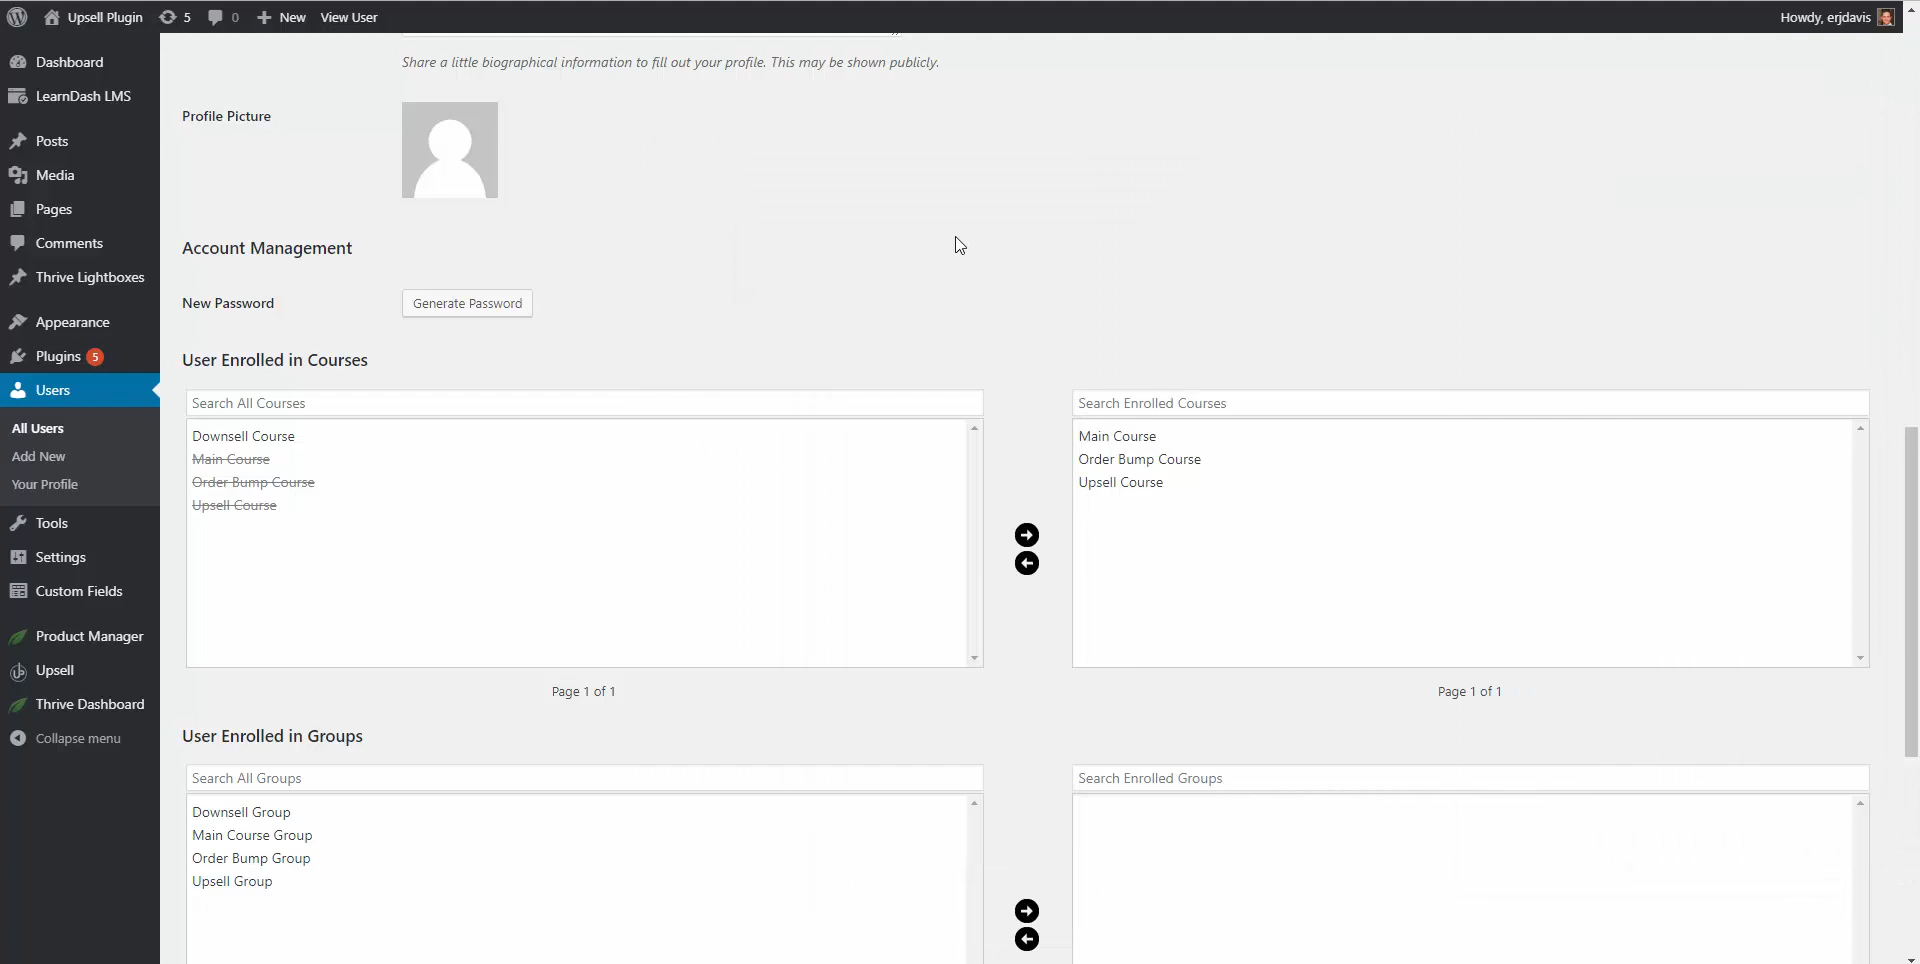 Upsell Plugin
5
0
New
View User
Howdy, erjdavis
Dashboard
LearnDash LMS
Posts
Media
Pages
Comments
Thrive Lightboxes
Appearance
Plugins 5
Users
All Users
Add New
Your Profile
Tools
Settings
Custom Fields
Product Manager
Upsell
Thrive Dashboard
Collapse menu
Share a little biographical information to fill out your profile. This may be shown publicly.
Profile Picture
Account Management
New Password
Generate Password
User Enrolled in Courses
Search All Courses
Downsell Course
Main Course
Order Bump Course
Upsell Course
Page 1 of 1
Search Enrolled Courses
Main Course
Order Bump Course
Upsell Course
Page 1 of 1
User Enrolled in Groups
Search All Groups
Downsell Group
Main Course Group
Order Bump Group
Upsell Group
Search Enrolled Groups